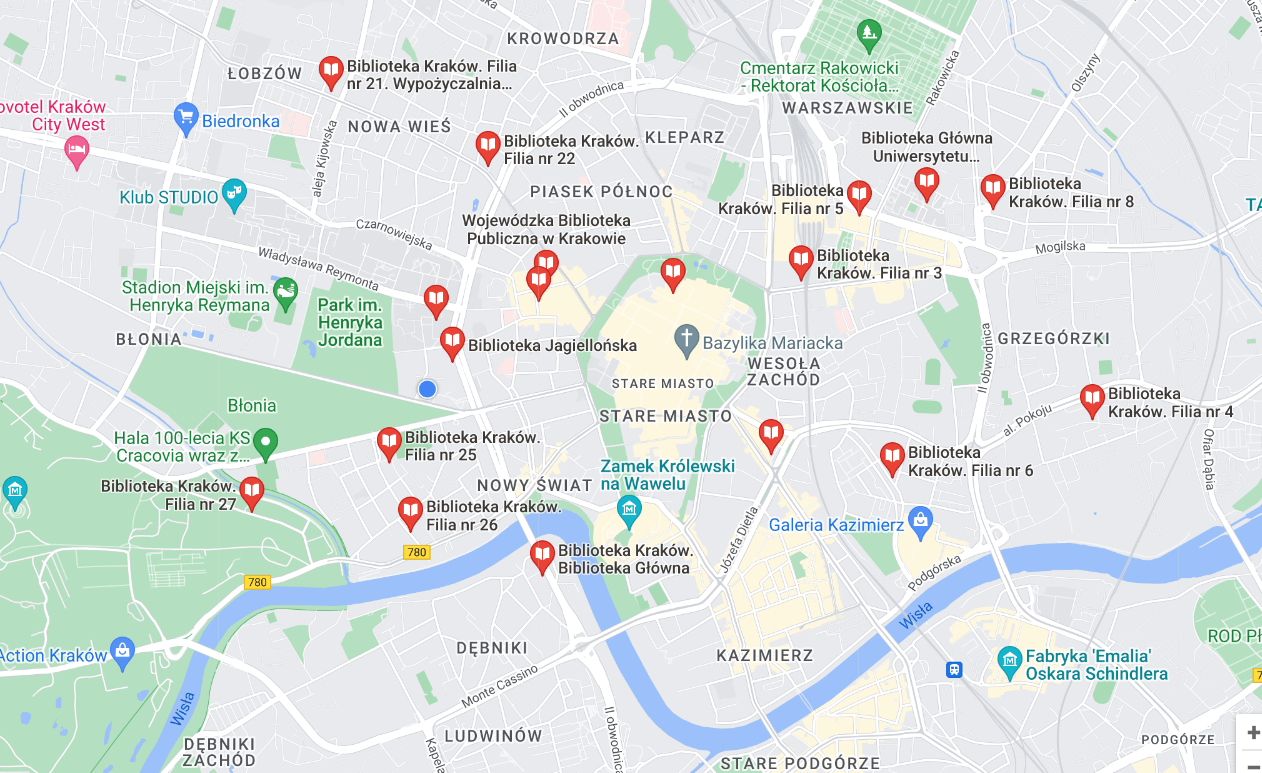 KROWODRZA
ŁOBZÓW
Biblioteka Kraków. Filia
nr 21. Wypożyczalnia...
Cmentarz Rakowicki
- Rektorat Kościoła...
WARSZAWSKIE
Rakowicka
Olszyny
II obwodnica
City West
Biedronka
aleja Kijowska
NOWA WIEŚ
Biblioteka Kraków.
Filia nr 22
KLEPARZ
Biblioteka Główna
Uniwersytetu...
Klub STUDIO
PIASEK PÓŁNOC
Biblioteka
Kraków. Filia nr 5
Biblioteka
Kraków. Filia nr 8
Czarnowiejska
Wojewódzka Biblioteka
Publiczna w Krakowie
Mogilska
Władysława Reymonta
Biblioteka
Kraków. Filia nr 3
Stadion Miejski im.
Henryka Reymana
Park im.
Henryka
Jordana
BŁONIA
Biblioteka Jagiellońska
Bazylika Mariacka
WESOŁA
ZACHÓD
GRZEGÓRZKI
II obwodnica
STARE MIASTO
STARE MIASTO
Błonia
Biblioteka
Kraków. Filia nr 4
al. Pokoju
Ofiar Dąbia
Hala 100-lecia KS
Cracovia wraz z...
Biblioteka Kraków.
Filia nr 25
Biblioteka
Kraków. Filia nr 6
Zamek Królewski
na Wawelu
NOWY ŚWIAT
Biblioteka Kraków.
Filia nr 27
Biblioteka Kraków.
Filia nr 26
Galeria Kazimierz
Józefa Dietla
780
Biblioteka Kraków.
Biblioteka Główna
780
Podgórska
Wisła
DĘBNIKI
KAZIMIERZ
Action Kraków
Fabryka 'Emalia'
Oskara Schindlera
Monte Cassino
Wisła
II obwodnica
LUDWINÓW
DĘBNIKI
ZACHÓD
STARE PODGÓRZE
PODGÓRZE